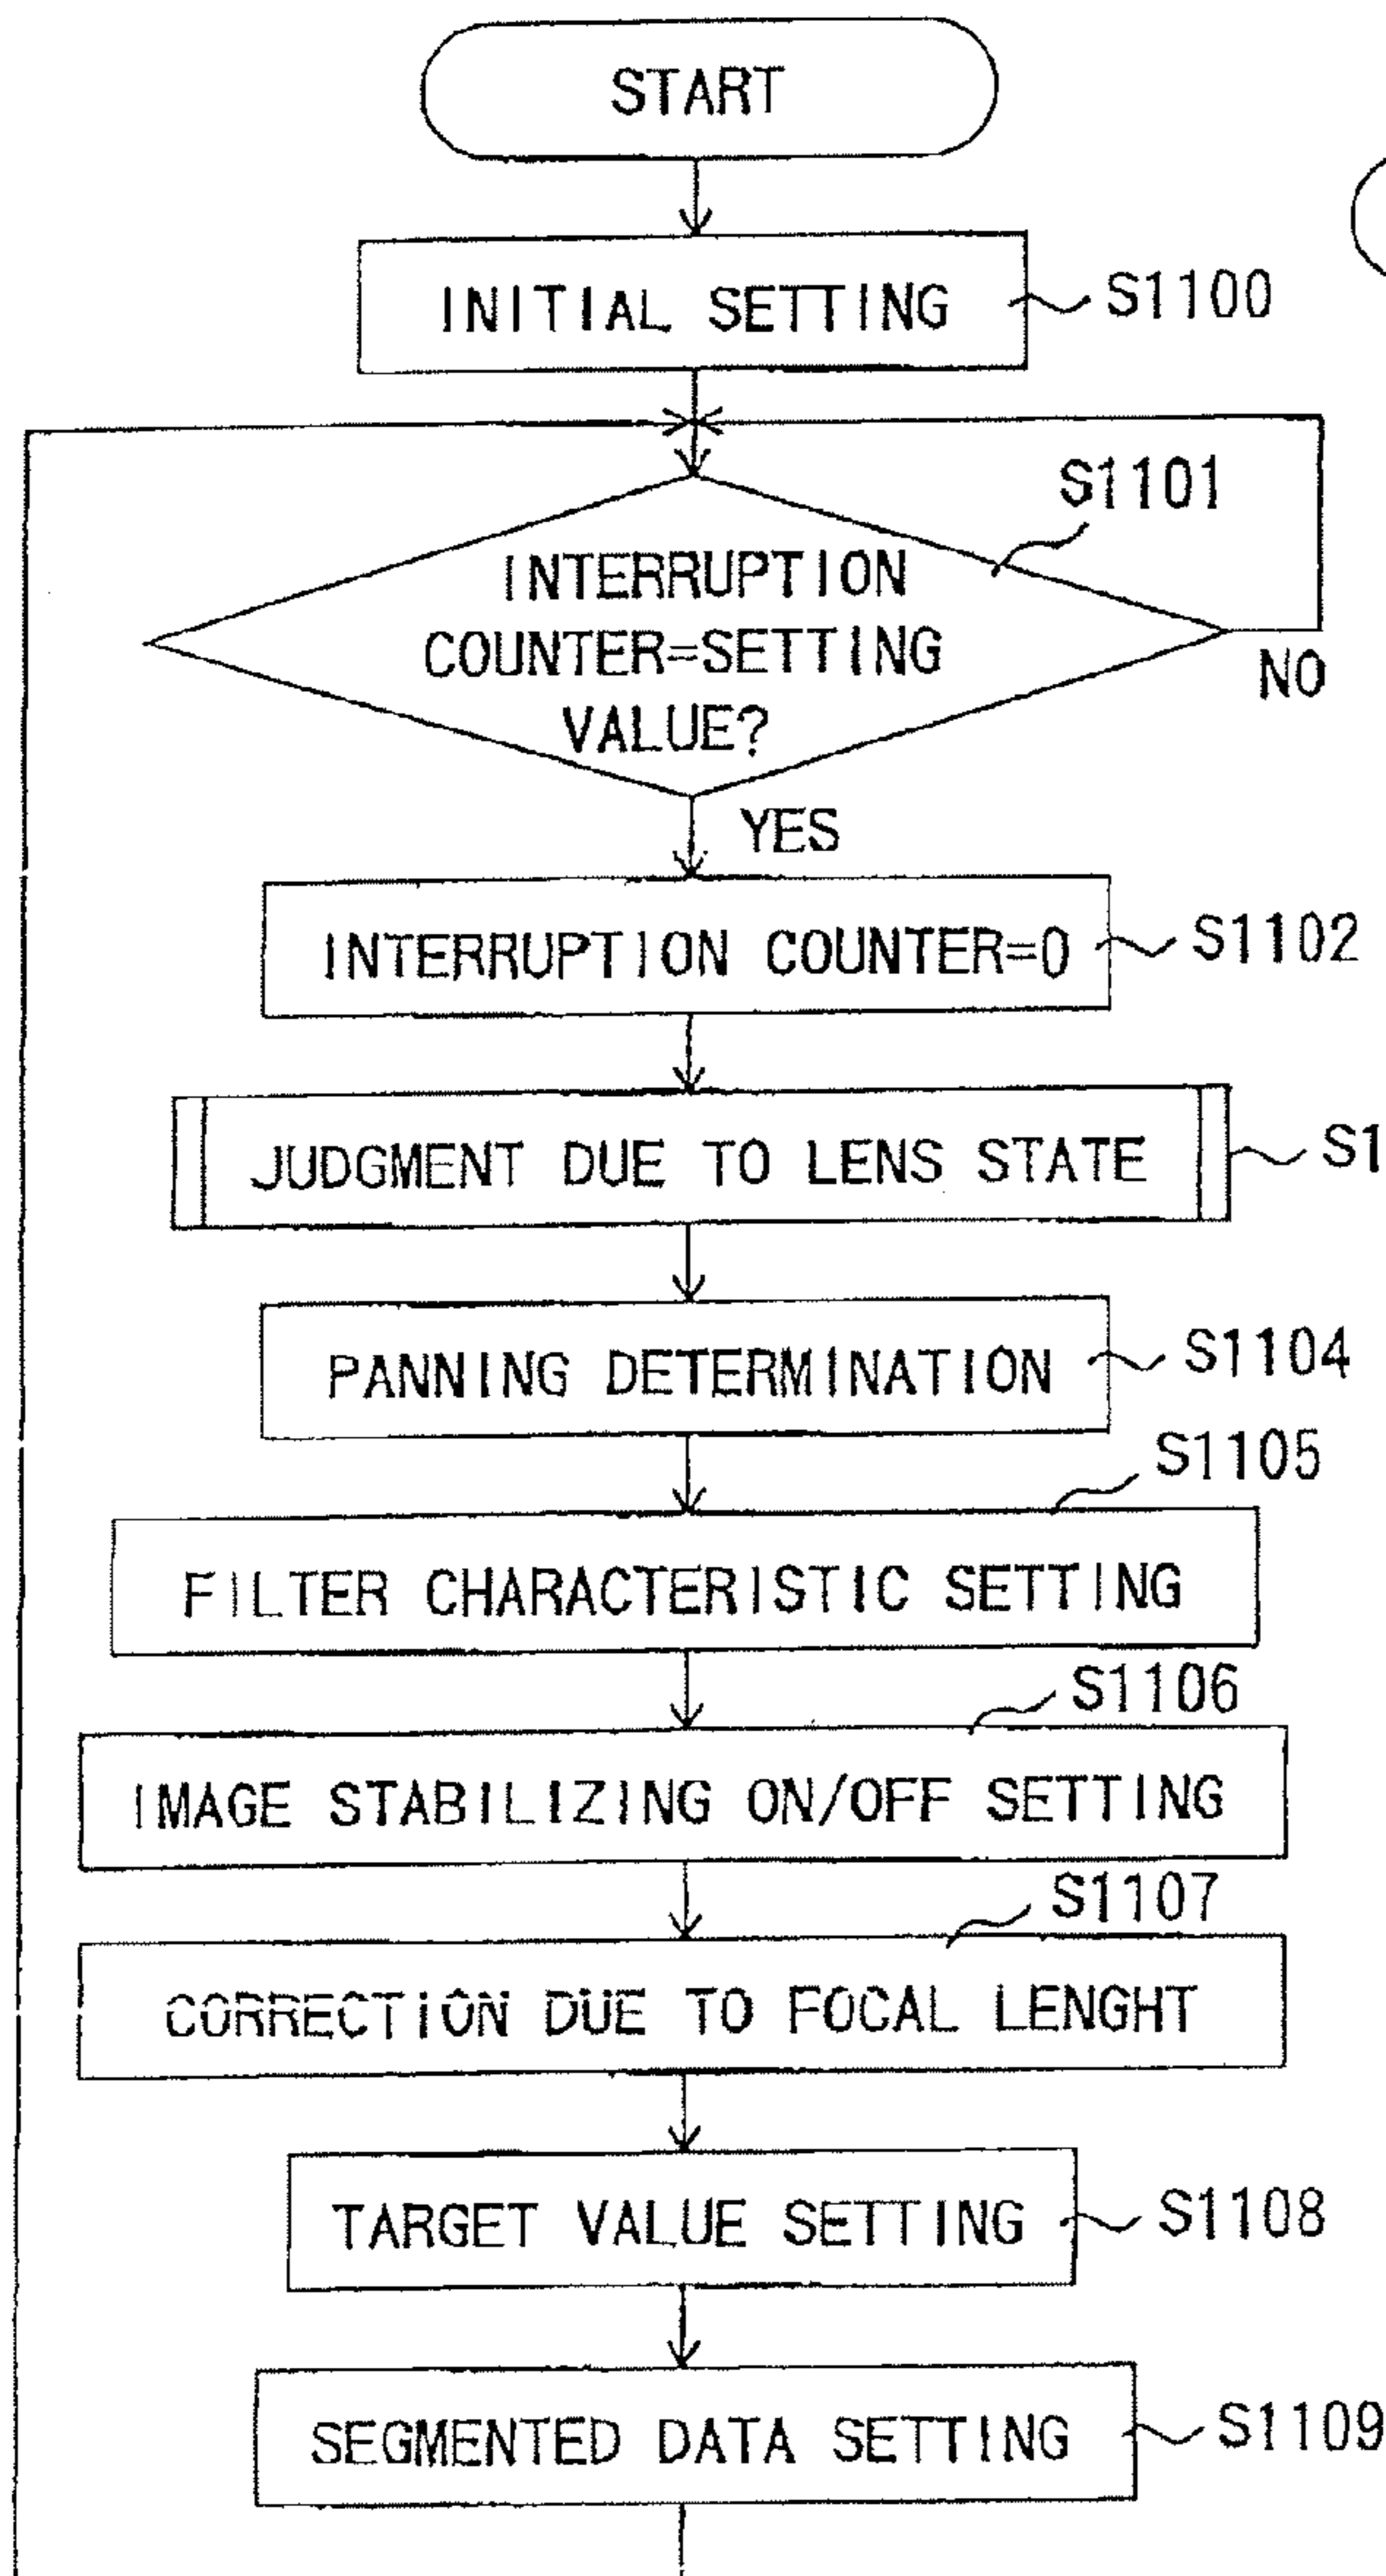 START
INITIAL SETTING
S1100
S1101
INTERRUPTION
COUNTER=SETTING
VALUE?
NO
YES
INTERRUPTION COUNTER=0
S1102
JUDGMENT DUE TO LENS STATE
S1
PANNING DETERMINATION
S1104
S1105
FILTER CHARACTERISTIC SETTING
S1106
IMAGE STABILIZING ON/OFF SETTING
S1107
CORRECTION DUE TO FOCAL LENGHT
TARGET VALUE SETTING
S1108
SEGMENTED DATA SETTING
S1109